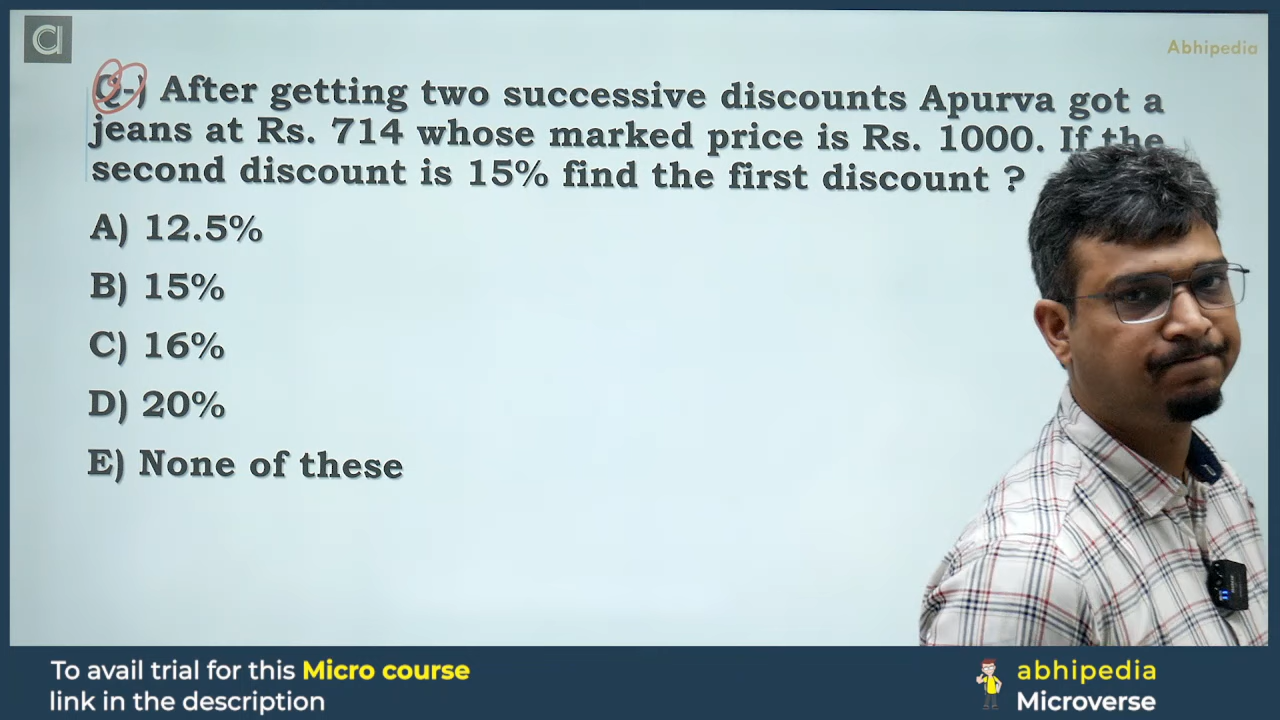 Abhipedia
Q-) After getting two successive discounts Apurva got a
jeans at Rs. 714 whose marked price is Rs. 1000. If the
second discount is 15% find the first discount ?
A) 12.5%
B) 15%
C) 16%
D) 20%
E) None of these
To avail trial for this Micro course
link in the description
abhipedia
Microverse